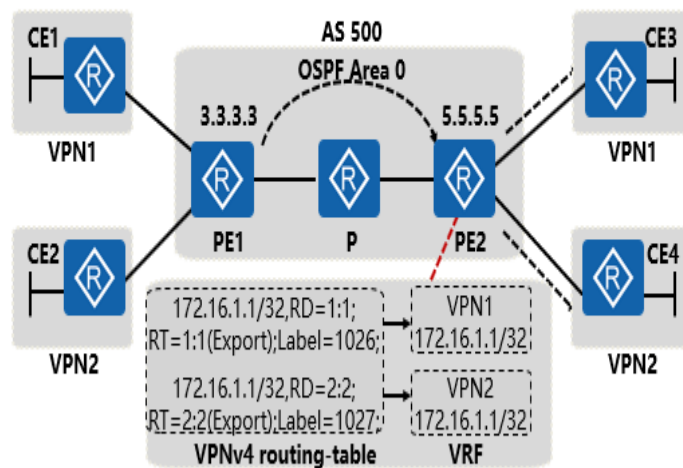 AS 500
CE1
CE3
OSPF Area 0
R
R
3.3.3.3
5.5.5.5
VPN1
VPN1
R
R
R
PE1
P
PE2
CE2
CE4
R
R
172.16.1.1/32,RD=1:1;
RT=1:1(Export);Label=1026;
VPN1
172.16.1.1/32
VPN2
VPN2
172.16.1.1/32,RD=2:2;
RT=2:2(Export);Label=1027;
VPN2
172.16.1.1/32
VPNv4 routing-table
VRF